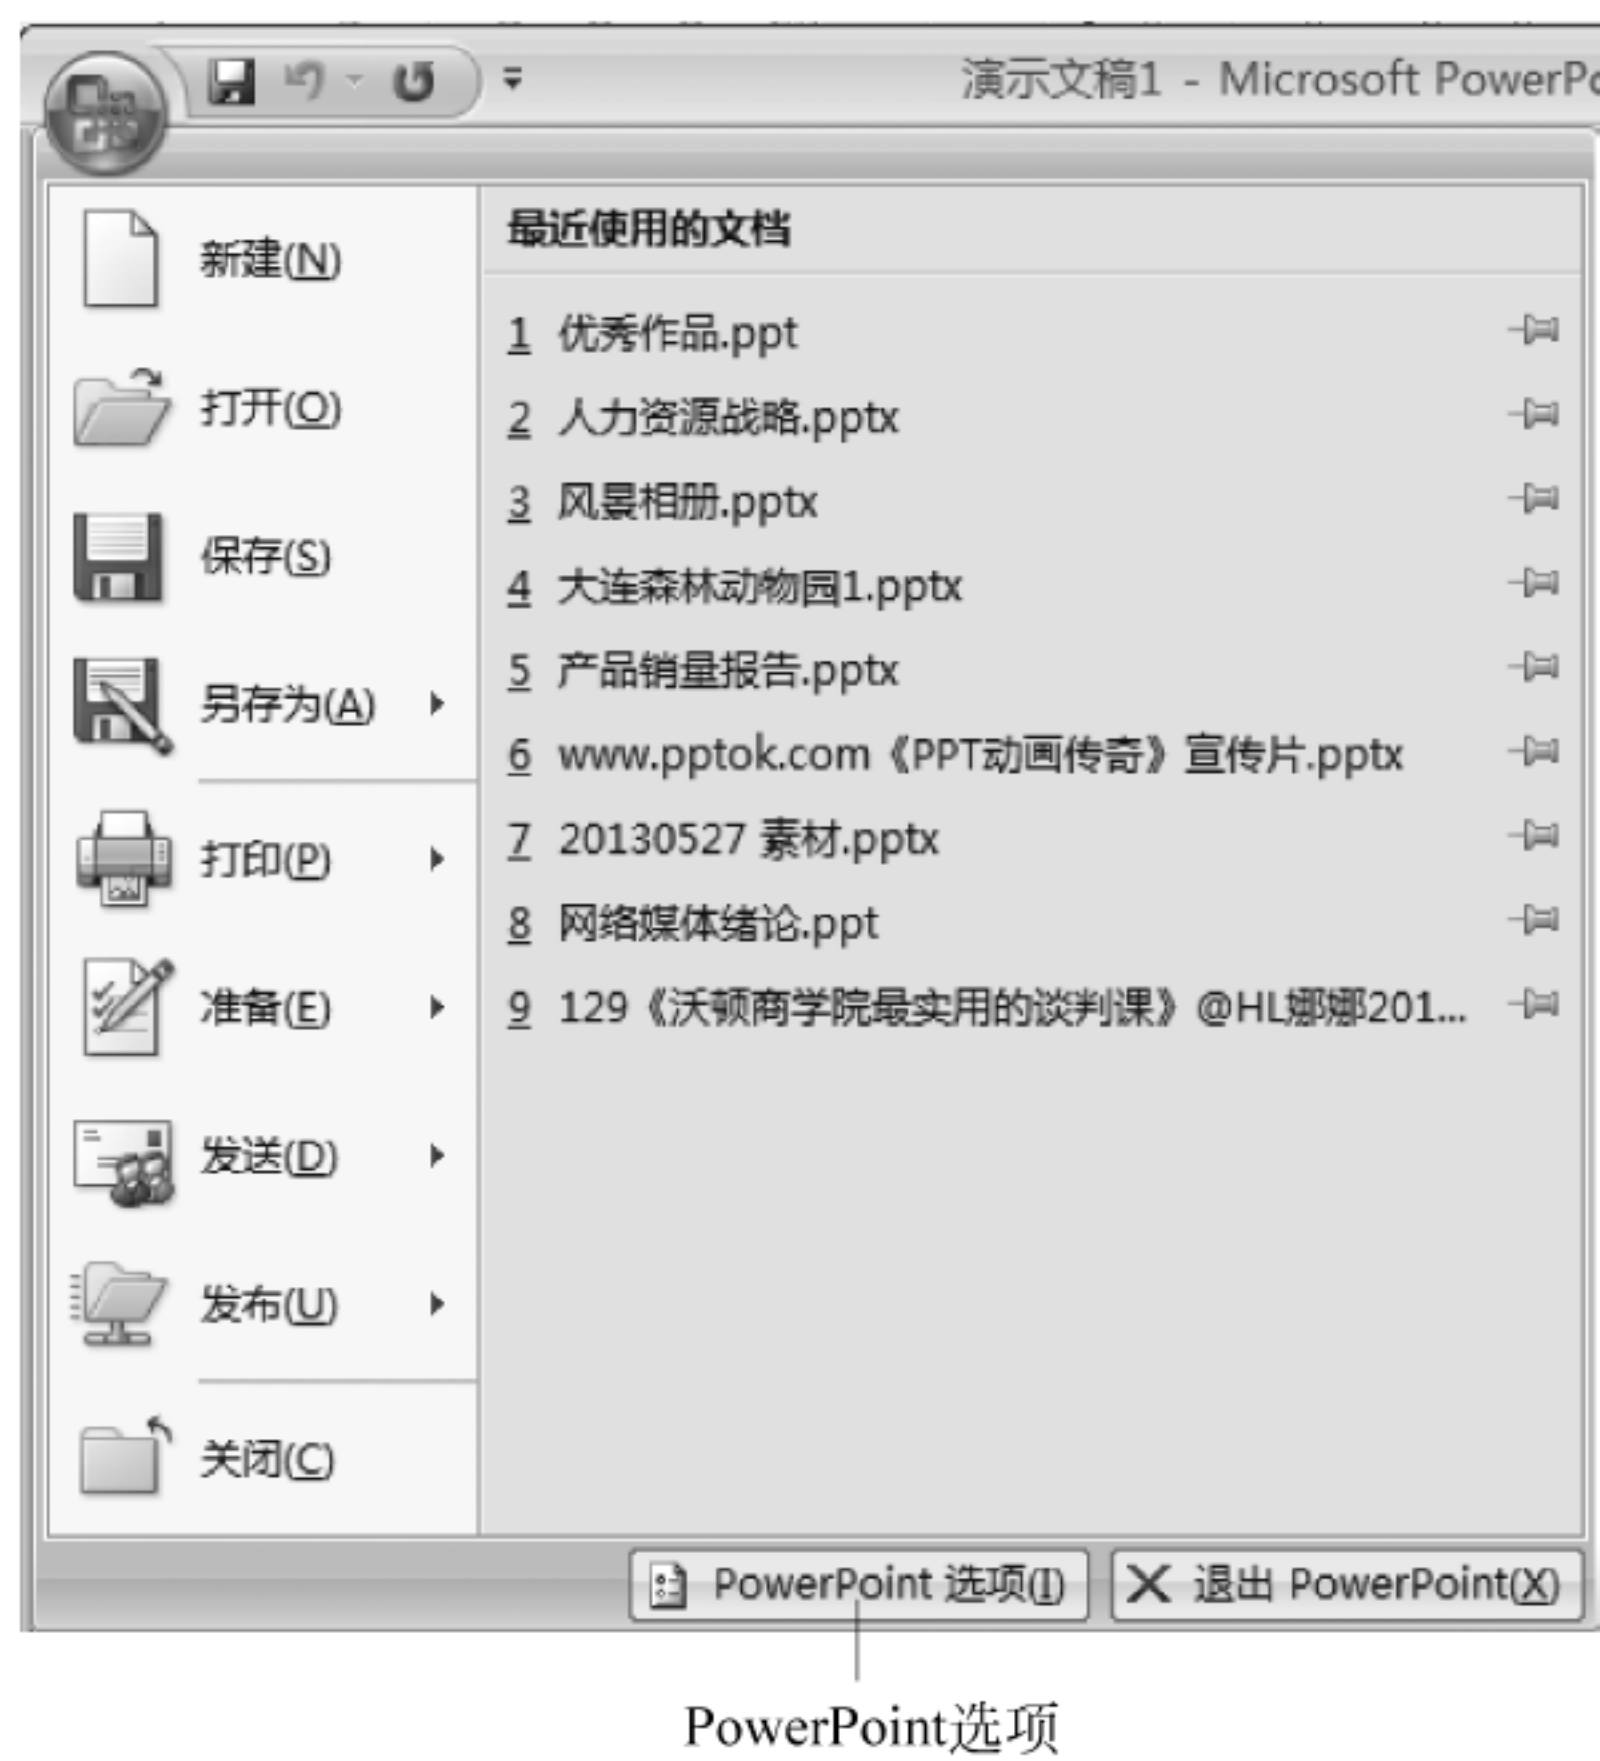 演示文稿1 - Microsoft PowerPo
新建(N)
打开(O)
保存(S)
另存为(A)
打印(P)
准备(E)
发送(D)
发布(U)
关闭(C)
最近使用的文档
1 优秀作品.ppt
2 人力资源战略.pptx
3 风景相册.pptx
4 大连森林动物园1.pptx
5 产品销量报告.pptx
6 www.pptok.com《PPT动画传奇》宣传片.pptx
7 20130527 素材.pptx
8 网络媒体绪论.ppt
9 129《沃顿商学院最实用的谈判课》@HL娜娜201...
PowerPoint 选项(I)
退出 PowerPoint(X)
PowerPoint选项